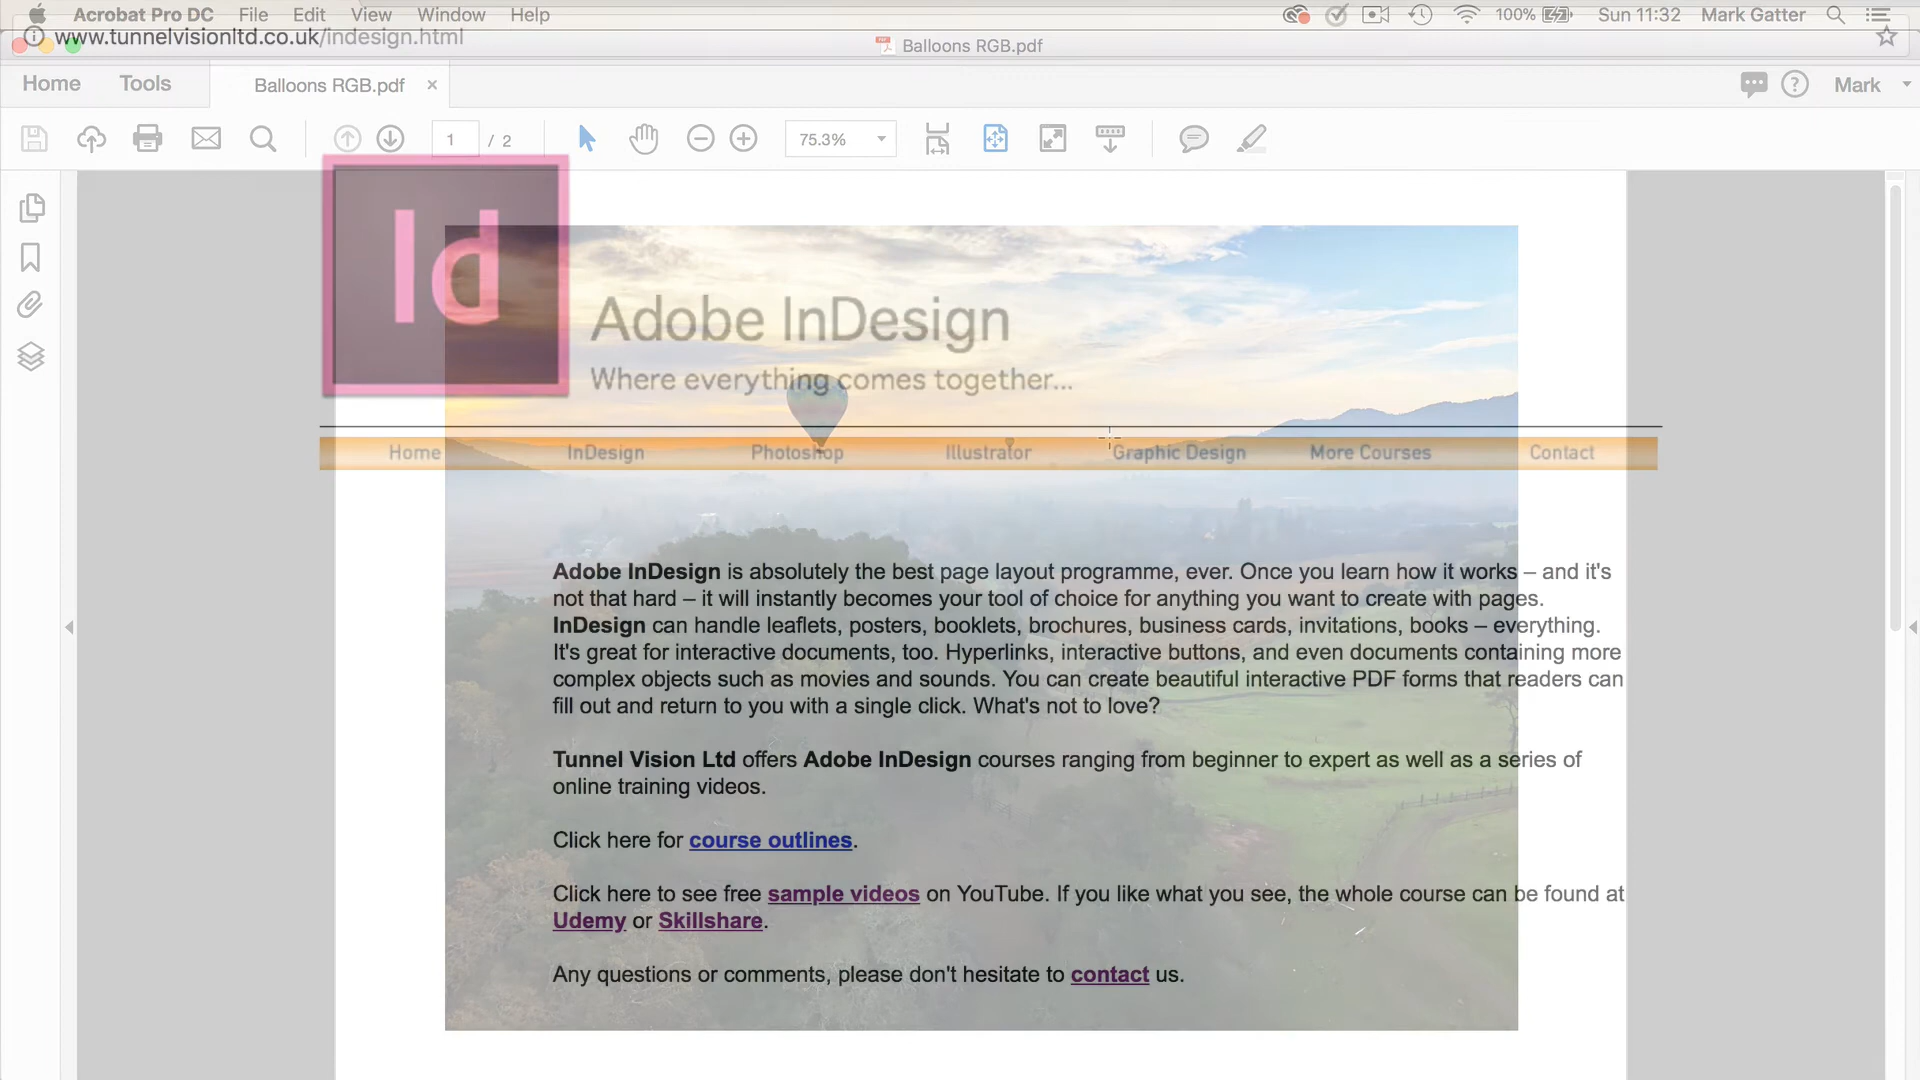 Acrobat Pro DC File Edit View Window Help 100% Sun 11:32 Mark Gatter
www.tunnelvisionltd.co.uk/indesign.html
Balloons RGB.pdf
Home Tools Balloons RGB.pdf × Mark
1 / 2 75.3%
Id
Adobe InDesign
Where everything comes together...
Home InDesign Photoshop Illustrator Graphic Design More Courses Contact
Adobe InDesign is absolutely the best page layout programme, ever. Once you learn how it works – and it's
not that hard – it will instantly becomes your tool of choice for anything you want to create with pages.
InDesign can handle leaflets, posters, booklets, brochures, business cards, invitations, books – everything.
It's great for interactive documents, too. Hyperlinks, interactive buttons, and even documents containing more
complex objects such as movies and sounds. You can create beautiful interactive PDF forms that readers can
fill out and return to you with a single click. What's not to love?
Tunnel Vision Ltd offers Adobe InDesign courses ranging from beginner to expert as well as a series of
online training videos.
Click here for course outlines.
Click here to see free sample videos on YouTube. If you like what you see, the whole course can be found at
Udemy or Skillshare.
Any questions or comments, please don't hesitate to contact us.